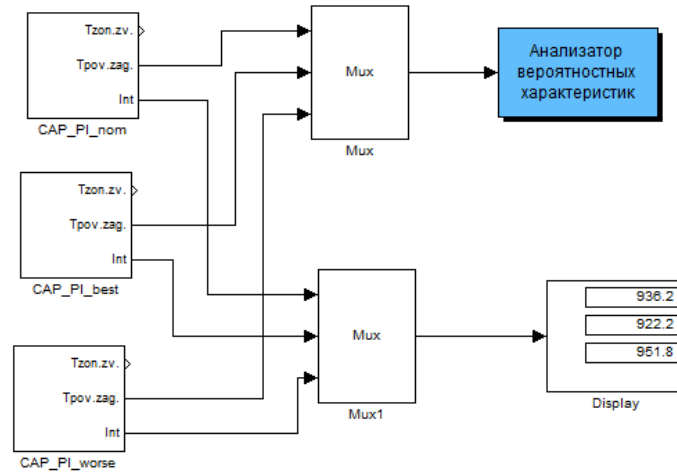 Tzon.zv.
Tpov.zag.
Int
CAP_PI_nom
Mux
Mux
Анализатор
вероятностных
характеристик
Tzon.zv.
Tpov.zag.
Int
CAP_PI_best
Mux
Mux1
936.2
922.2
951.8
Display
Tzon.zv.
Tpov.zag.
Int
CAP_PI_worse